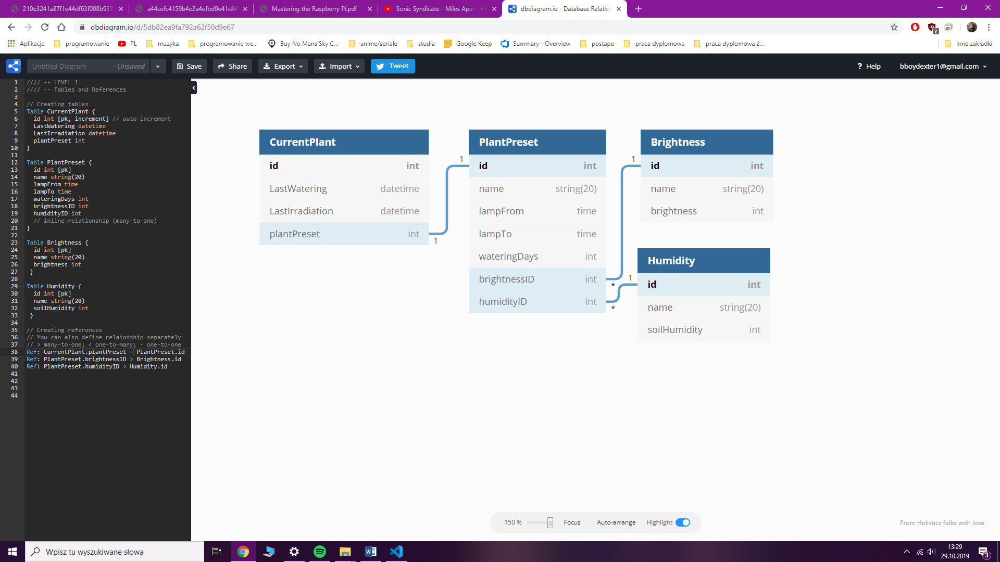 210e3241a87f1e44df63f008b937
a44cefc4159b4e2a4efbd9e41c84
Mastering the Raspberry Pi.pdf
Sonic Syndicate - Miles Apart
dbdiagram.io - Database Relation
dbdiagram.io/d/5db82ea9fa792a62f50d9e67
7
Aplikacje
programowanie
PL
muzyka
programowanie we...
Buy No Mans Sky C...
anime/seriale
studia
Google Keep
Summary - Overview
postapo
praca dyplomowa
praca dyplomowa ź...
Inne zakładki
Untitled Diagram - Unsaved
Save
Share
Export
Import
Tweet
? Help
bboydexter1@gmail.com
1 //// -- LEVEL 1
2 //// -- Tables and References
3
4 // Creating tables
5 Table CurrentPlant {
6 id int [pk, increment] // auto-increment
7 LastWatering datetime
8 LastIrradiation datetime
9 plantPreset int
10 }
11
12 Table PlantPreset {
13 id int [pk]
14 name string(20)
15 lampFrom time
16 lampTo time
17 wateringDays int
18 brightnessID int
19 humidityID int
20 // inline relationship (many-to-one)
21 }
22
23 Table Brightness {
24 id int [pk]
25 name string(20)
26 brightness int
27 }
28
29 Table Humidity {
30 id int [pk]
31 name string(20)
32 soilHumidity int
33 }
34
35 // Creating references
36 // You can also define relaionship separately
37 // > many-to-one; < one-to-many; - one-to-one
38 Ref: CurrentPlant.plantPreset - PlantPreset.id
39 Ref: PlantPreset.brightnessID > Brightness.id
40 Ref: PlantPreset.humidityID > Humidity.id
41
42
43
44
CurrentPlant
id int
LastWatering datetime
LastIrradiation datetime
plantPreset int
1
1
PlantPreset
id int
name string(20)
lampFrom time
lampTo time
wateringDays int
brightnessID int
humidityID int
*
*
1
1
Brightness
id int
name string(20)
brightness int
Humidity
id int
name string(20)
soilHumidity int
150 %
Focus
Auto-arrange
Highlight
From Holistics folks with love
Wpisz tu wyszukiwane słowa
13:29
29.10.2019
3